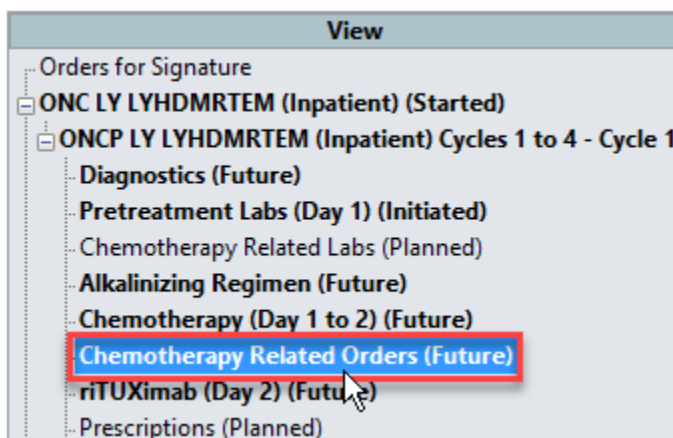 View
Orders for Signature
ONC LY LYHDMRTEM (Inpatient) (Started)
ONCP LY LYHDMRTEM (Inpatient) Cycles 1 to 4 - Cycle 1
Diagnostics (Future)
Pretreatment Labs (Day 1) (Initiated)
Chemotherapy Related Labs (Planned)
Alkalinizing Regimen (Future)
Chemotherapy (Day 1 to 2) (Future)
Chemotherapy Related Orders (Future)
riTUXimab (Day 2) (Future)
Prescriptions (Planned)